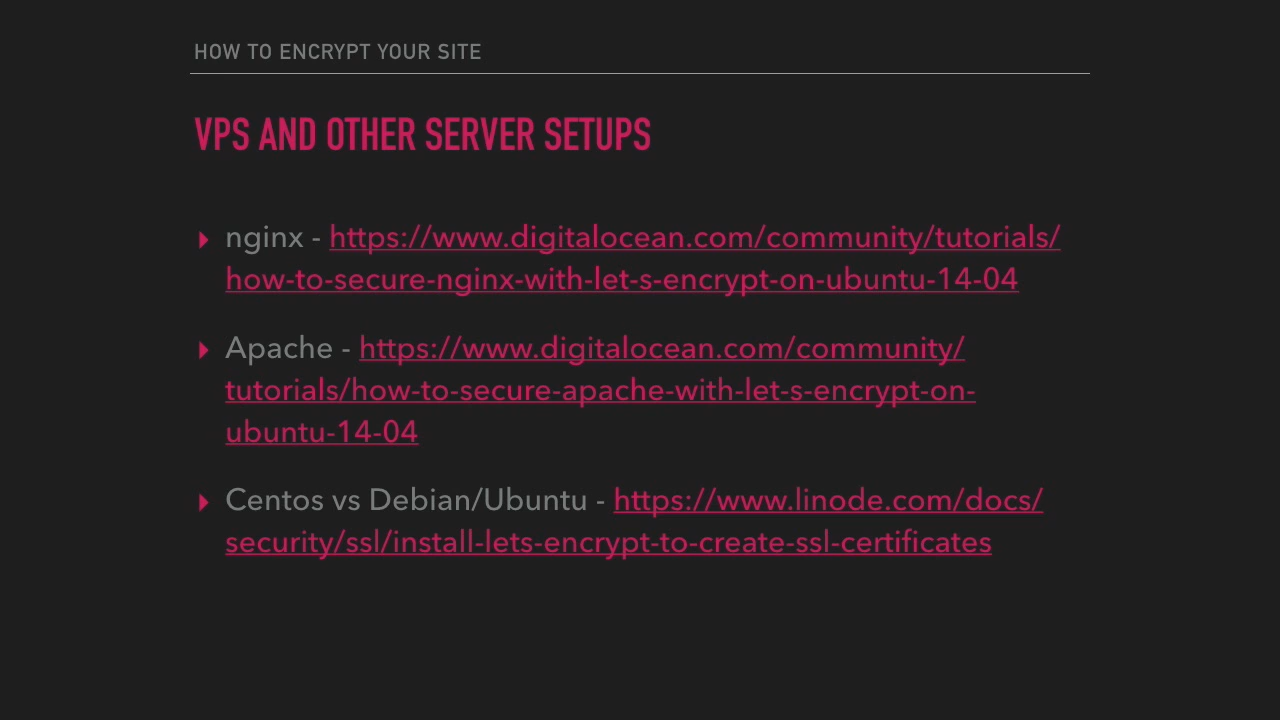 HOW TO ENCRYPT YOUR SITE
VPS AND OTHER SERVER SETUPS
nginx - https://www.digitalocean.com/community/tutorials/
how-to-secure-nginx-with-let-s-encrypt-on-ubuntu-14-04
Apache - https://www.digitalocean.com/community/
tutorials/how-to-secure-apache-with-let-s-encrypt-on-
ubuntu-14-04
Centos vs Debian/Ubuntu - https://www.linode.com/docs/
security/ssl/install-lets-encrypt-to-create-ssl-certificates